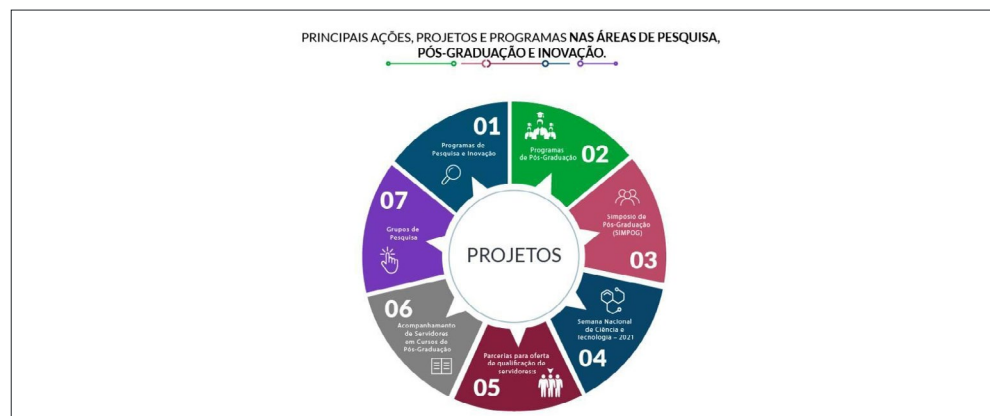 PRINCIPAIS AÇÕES, PROJETOS E PROGRAMAS NAS ÁREAS DE PESQUISA,
PÓS-GRADUAÇÃO E INOVAÇÃO.
01
Programas de
Pesquisa e Inovação
Programas
de Pós-Graduação
02
Simpósio de
Pós-Graduação
(SIMPOG)
03
Semana Nacional
de Ciência e
Tecnologia – 2021
04
Parcerias para oferta
de qualificação de
servidores
05
06
Acompanhamento
de Servidores
em Cursos de
Pós-Graduação
07
Grupos de
Pesquisa
PROJETOS